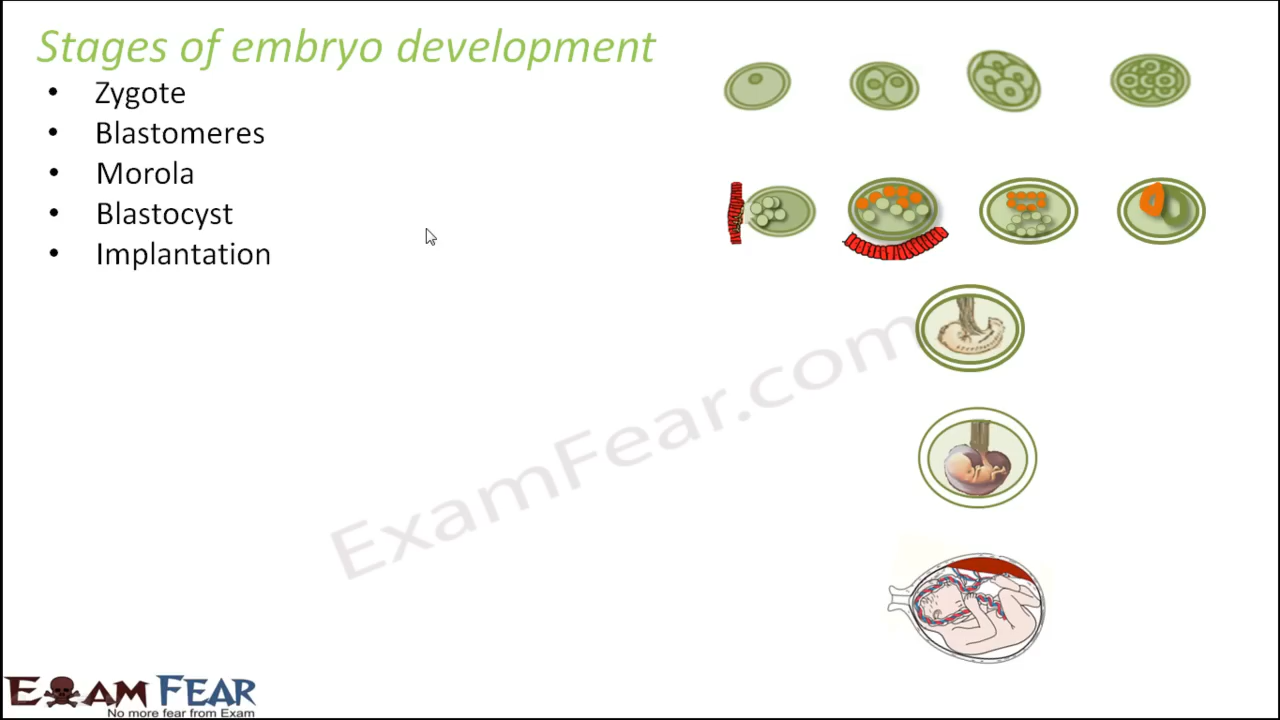 Stages of embryo development
• Zygote
• Blastomeres
• Morola
• Blastocyst
• Implantation
ExamFear.com
EXAM FEAR
No more fear from Exam